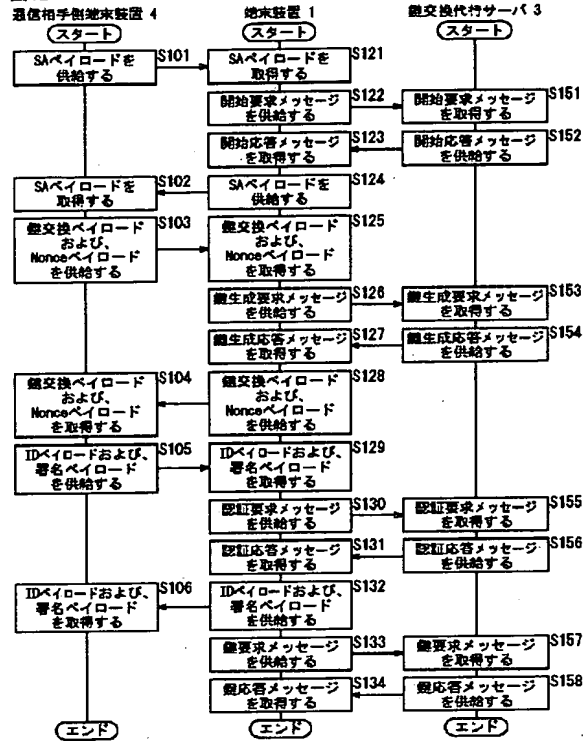 通信相手側端末装置 4
端末装置 1
鍵交換代行サーバ 3
スタート
スタート
スタート
SAペイロードを
供給する
S101
SAペイロードを
取得する
S121
開始要求メッセージ
を供給する
S122
開始要求メッセージ
を取得する
S151
開始応答メッセージ
を取得する
S123
開始応答メッセージ
を供給する
S152
SAペイロードを
取得する
S102
SAペイロードを
供給する
S124
鍵交換ペイロード
および、
Nonceペイロード
を供給する
S103
鍵交換ペイロード
および、
Nonceペイロード
を取得する
S125
鍵生成要求メッセージ
を供給する
S126
鍵生成要求メッセージ
を取得する
S153
鍵生成応答メッセージ
を取得する
S127
鍵生成応答メッセージ
を供給する
S154
鍵交換ペイロード
および、
Nonceペイロード
を取得する
S104
鍵交換ペイロード
および、
Nonceペイロード
を供給する
S128
IDペイロードおよび、
署名ペイロード
を供給する
S105
IDペイロードおよび、
署名ペイロード
を取得する
S129
認証要求メッセージ
を供給する
S130
認証要求メッセージ
を取得する
S155
認証応答メッセージ
を取得する
S131
認証応答メッセージ
を供給する
S156
IDペイロードおよび、
署名ペイロード
を取得する
S106
IDペイロードおよび、
署名ペイロード
を供給する
S132
鍵要求メッセージ
を供給する
S133
鍵要求メッセージ
を取得する
S157
鍵応答メッセージ
を取得する
S134
鍵応答メッセージ
を供給する
S158
エンド
エンド
エンド